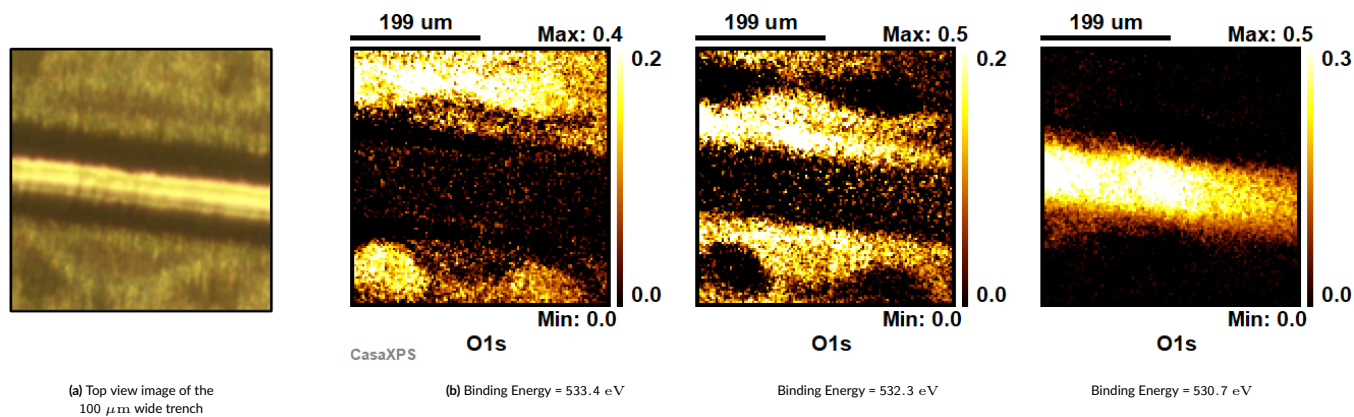 199 um
Max: 0.4
0.2
0.0
Min: 0.0
O1s
CasaXPS
199 um
Max: 0.5
0.2
0.0
Min: 0.0
O1s
199 um
Max: 0.5
0.3
0.0
Min: 0.0
O1s
(a) Top view image of the
100 μm wide trench
(b) Binding Energy = 533.4 eV
Binding Energy = 532.3 eV
Binding Energy = 530.7 eV